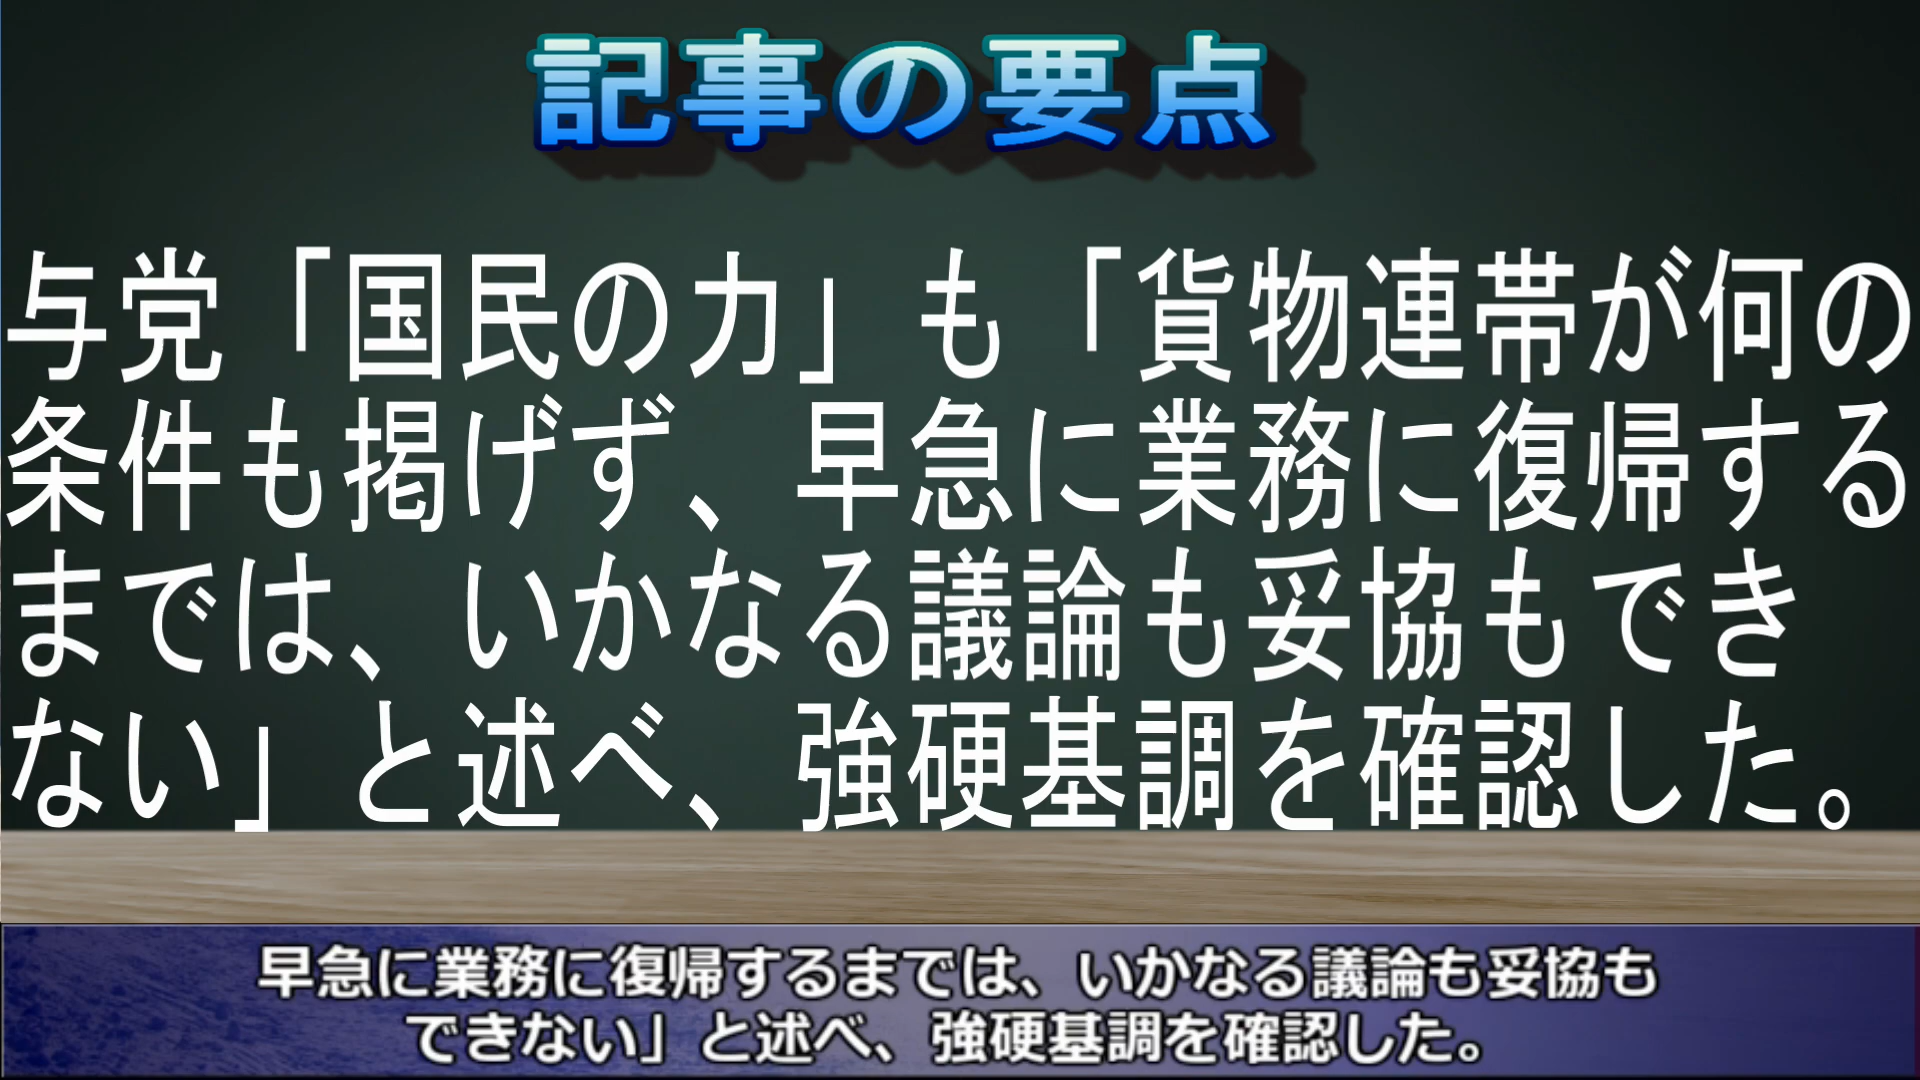 記事の要点
与党「国民の力」も「貨物連帯が何の
条件も掲げず、早急に業務に復帰する
までは、いかなる議論も妥協もでき
ない」と述べ、強硬基調を確認した。
早急に業務に復帰するまでは、いかなる議論も妥協も
できない」と述べ、強硬基調を確認した。